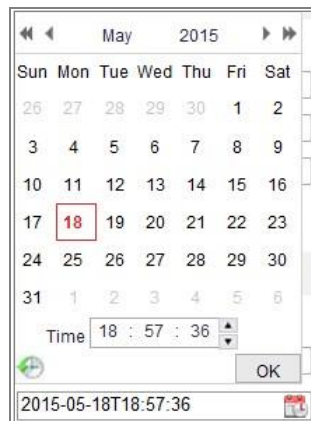 May 2015
Sun Mon Tue Wed Thu Fri Sat
26 27 28 29 30 1 2
3 4 5 6 7 8 9
10 11 12 13 14 15 16
17 18 19 20 21 22 23
24 25 26 27 28 29 30
31 1 2 3 4 5 6
Time 18 : 57 : 36
OK
2015-05-18T18:57:36